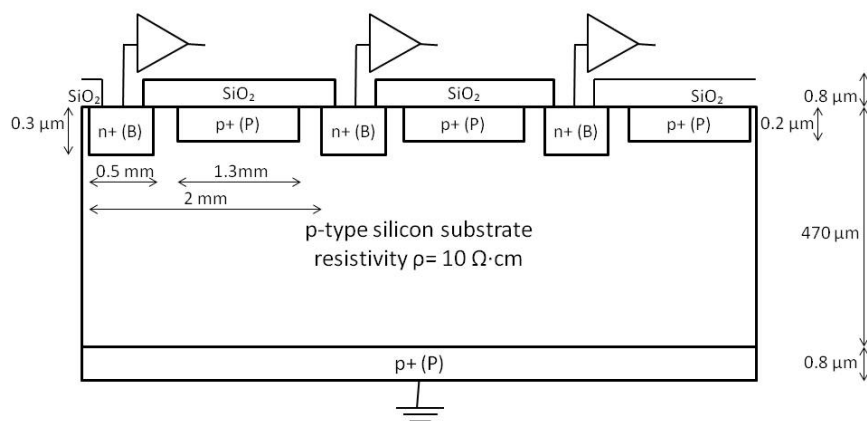 SiO₂
SiO₂
SiO₂
SiO₂
0.8 μm
0.3 μm
n+ (B)
p+ (P)
n+ (B)
p+ (P)
n+ (B)
p+ (P)
0.2 μm
0.5 mm
1.3mm
2 mm
p-type silicon substrate
resistivity ρ= 10 Ω·cm
470 μm
p+ (P)
0.8 μm